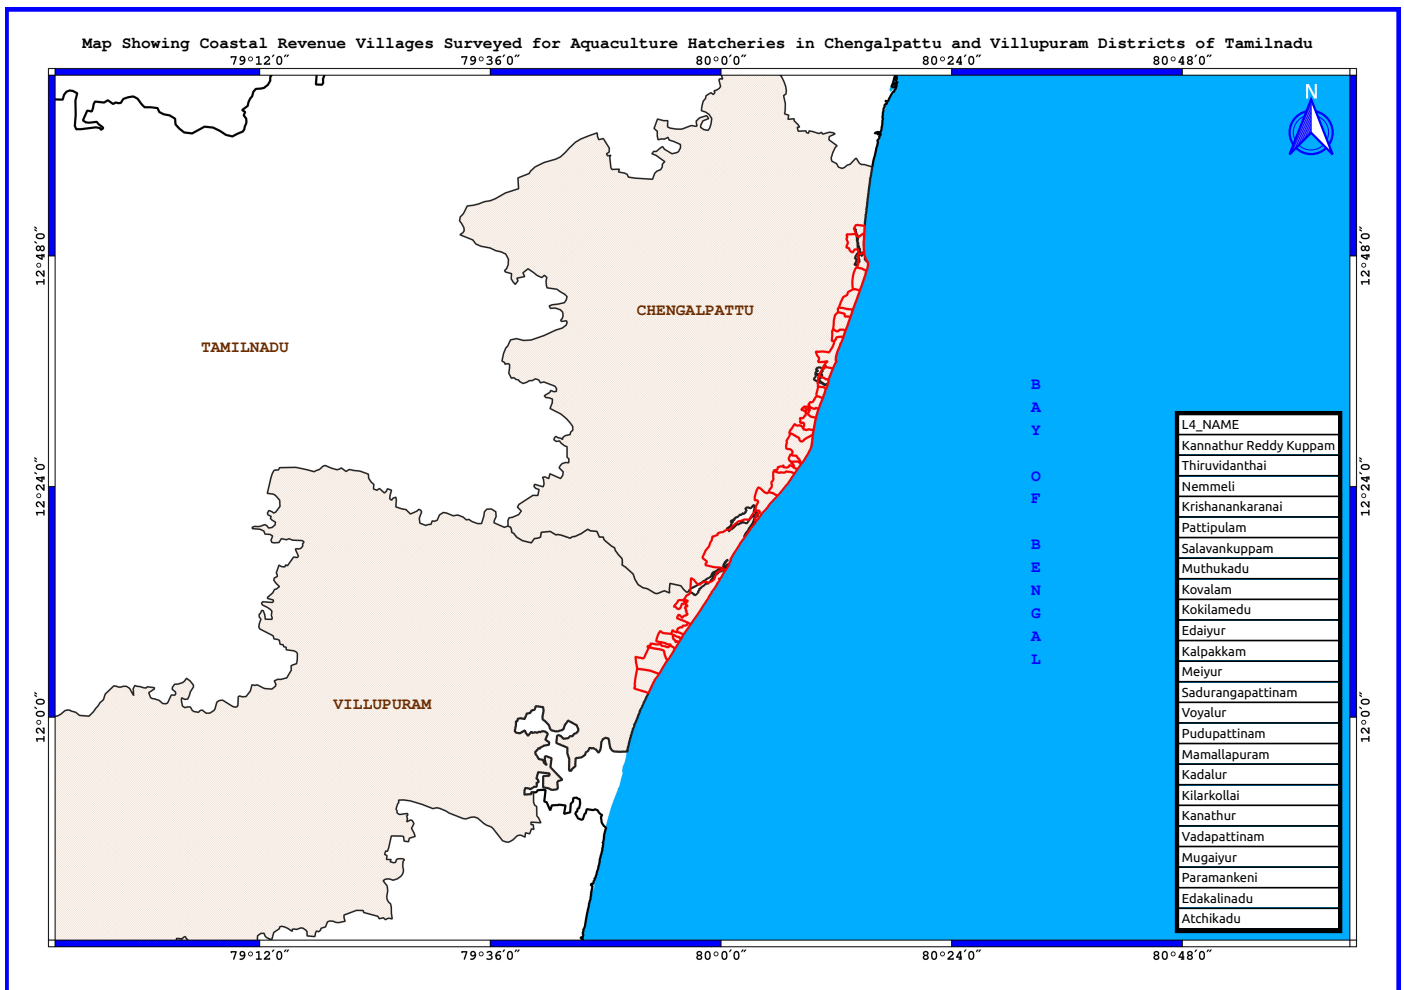 Map Showing Coastal Revenue Villages Surveyed for Aquaculture Hatcheries in Chengalpattu and Villupuram Districts of Tamilnadu
79°12′0″ 79°36′0″ 80°0′0″ 80°24′0″ 80°48′0″
N
12°48′0″ 12°48′0″
CHENGALPATTU
TAMILNADU
BAY OF BENGAL
12°24′0″ 12°24′0″
VILLUPURAM
12°0′0″ 12°0′0″
L4_NAME
Kannathur Reddy Kuppam
Thiruvidanthai
Nemmeli
Krishanankaranai
Pattipulam
Salavankuppam
Muthukadu
Kovalam
Kokilamedu
Edaiyur
Kalpakkam
Meiyur
Sadurangapattinam
Voyalur
Pudupattinam
Mamallapuram
Kadalur
Kilarkollai
Kanathur
Vadapattinam
Mugaiyur
Paramankeni
Edakalinadu
Atchikadu
79°12′0″ 79°36′0″ 80°0′0″ 80°24′0″ 80°48′0″